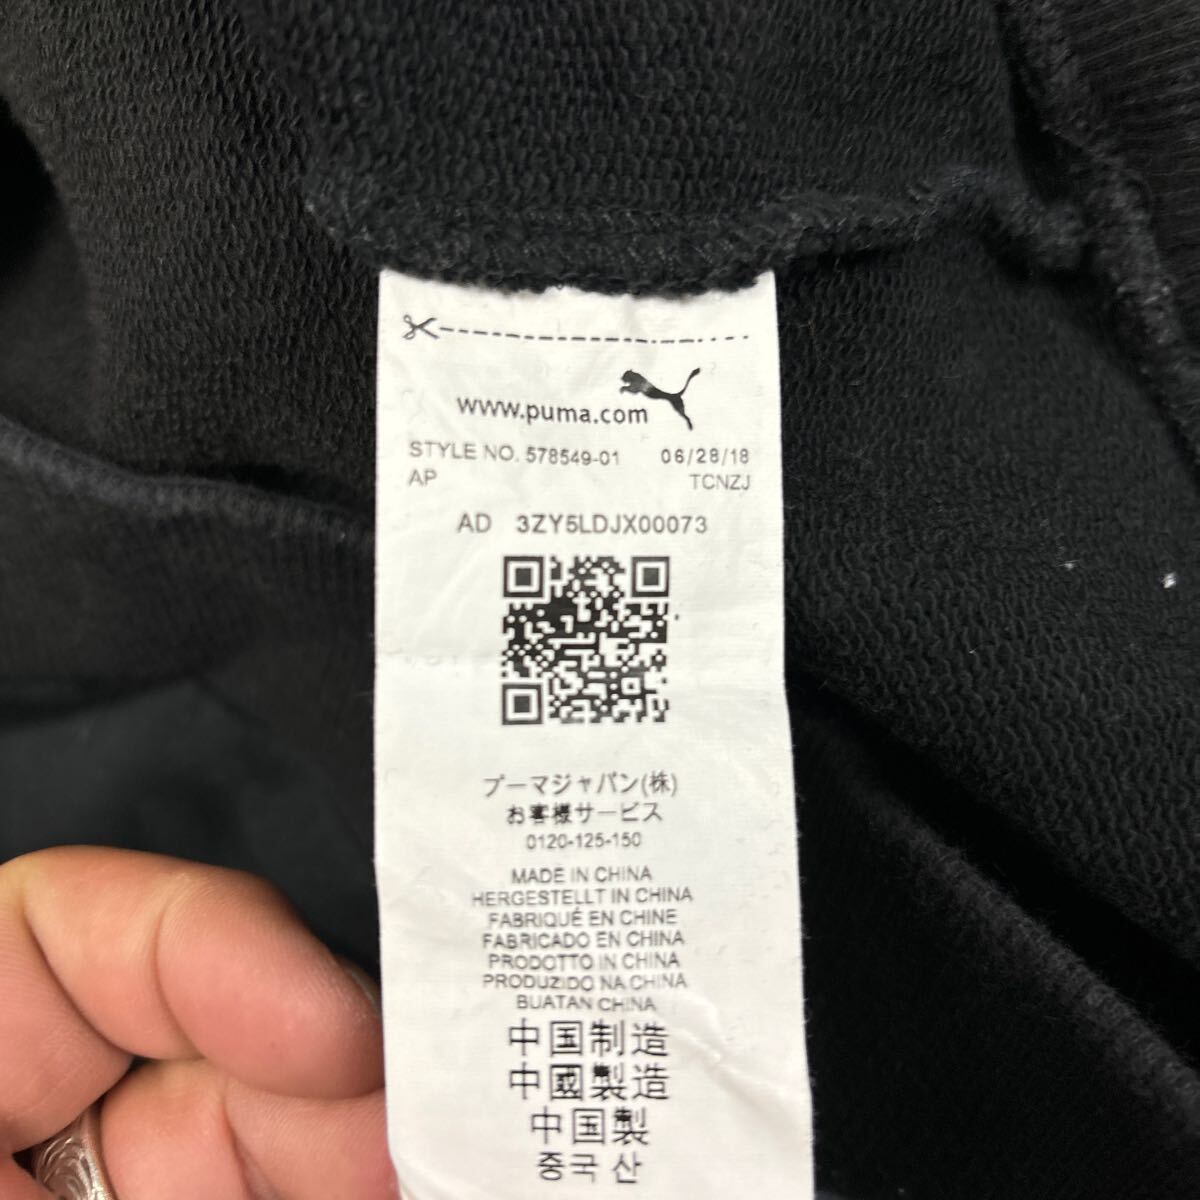 www.puma.com
STYLE NO. 578549-01 06/28/18
AP TCNZJ
AD 3ZY5LDJX00073
プーマジャパン(株)
お客様サービス
0120-125-150
MADE IN CHINA
HERGESTELLT IN CHINA
FABRIQUÉ EN CHINE
FABRICADO EN CHINA
PRODOTTO IN CHINA
PRODUZIDO NA CHINA
BUATAN CHINA
中国制造
中國製造
中国製
중국 산